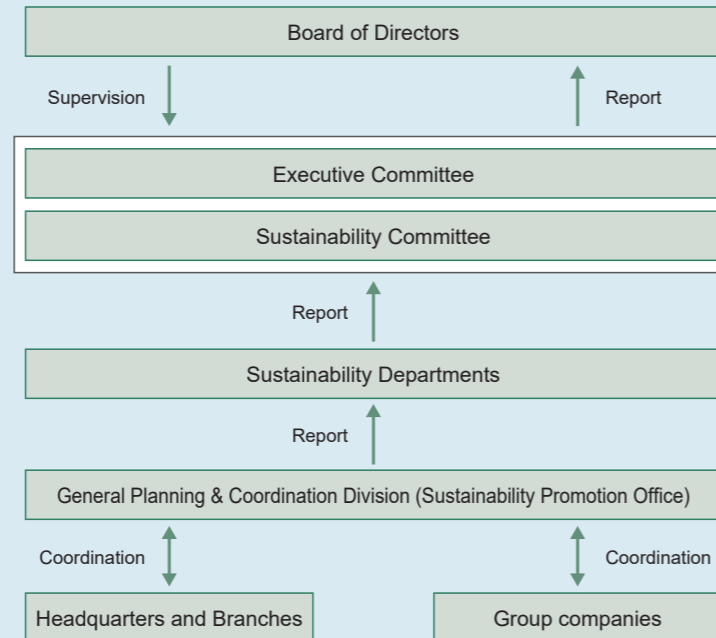 Board of Directors
Supervision
Report
Executive Committee
Sustainability Committee
Report
Sustainability Departments
Report
General Planning & Coordination Division (Sustainability Promotion Office)
Coordination
Coordination
Headquarters and Branches
Group companies